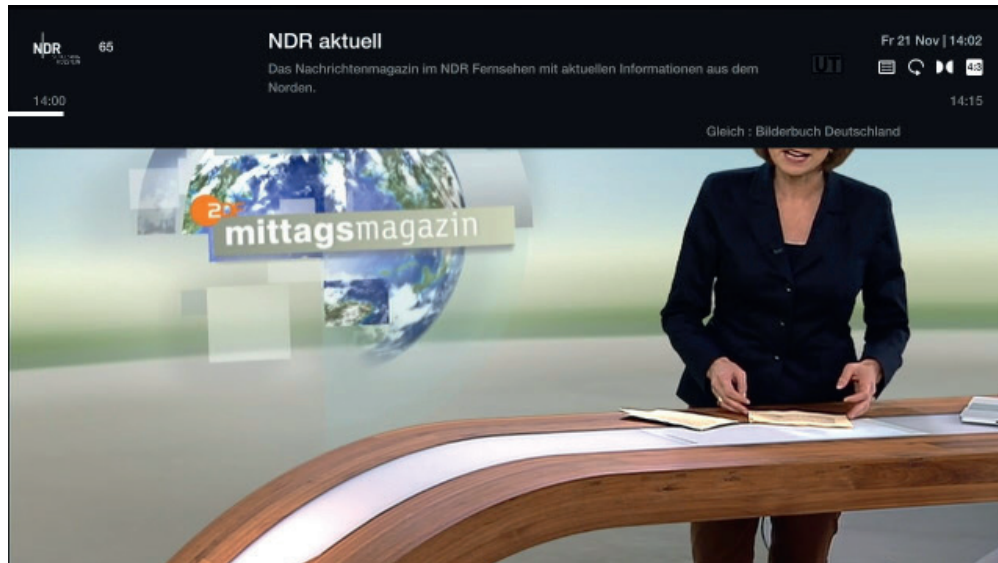 NDR
65
NDR aktuell
Das Nachrichtenmagazin im NDR Fernsehen mit aktuellen Informationen aus dem
Norden.
UT
Fr 21 Nov | 14:02
4:3
14:00
14:15
Gleich : Bilderbuch Deutschland
2
mittagsmagazin